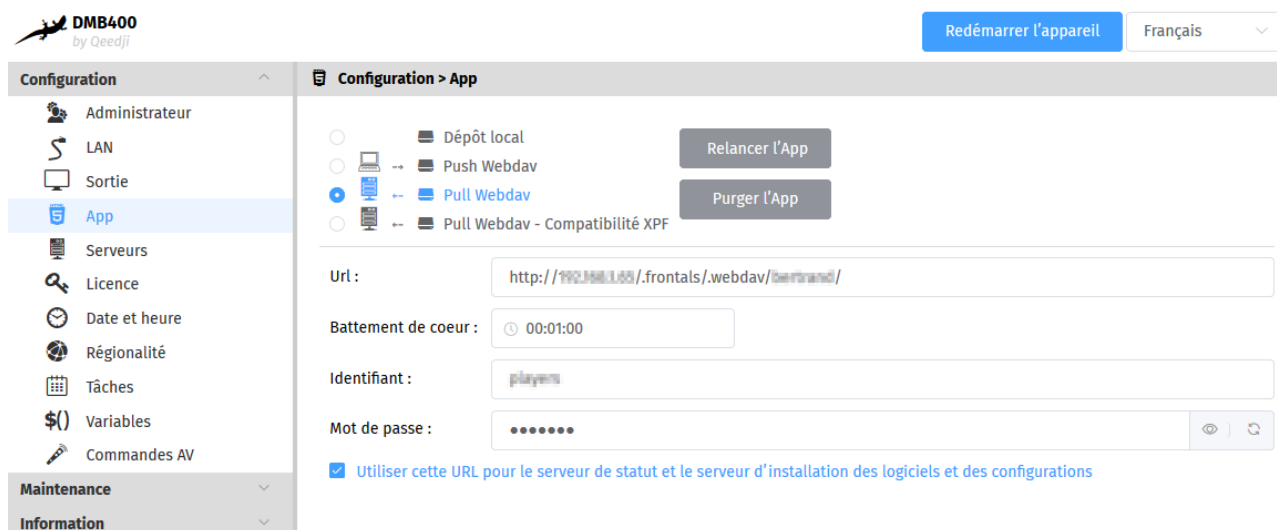 DMB400
by Qeedji
Redémarrer l'appareil
Français
Configuration
Administrateur
LAN
Sortie
App
Serveurs
Licence
Date et heure
Régionalité
Tâches
$() Variables
Commandes AV
Maintenance
Information
Configuration > App
Dépôt local
Push Webdav
Pull Webdav
Pull Webdav - Compatibilité XPF
Relancer l'App
Purger l'App
Url :
http:///.frontals/.webdav//
Battement de coeur :
00:01:00
Identifiant :
Mot de passe :
•••••••
Utiliser cette URL pour le serveur de statut et le serveur d'installation des logiciels et des configurations